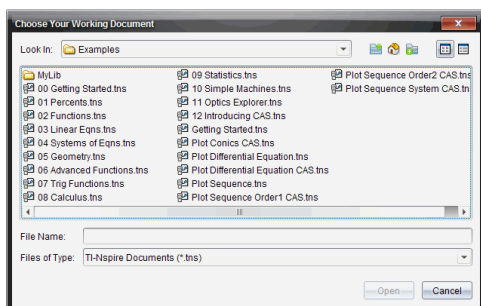 Choose Your Working Document
Look In: Examples
MyLib
00 Getting Started.tns
01 Percents.tns
02 Functions.tns
03 Linear Eqns.tns
04 Systems of Eqns.tns
05 Geometry.tns
06 Advanced Functions.tns
07 Trig Functions.tns
08 Calculus.tns
09 Statistics.tns
10 Simple Machines.tns
11 Optics Explorer.tns
12 Introducing CAS.tns
Getting Started.tns
Plot Conics CAS.tns
Plot Differential Equation.tns
Plot Differential Equation CAS.tns
Plot Sequence.tns
Plot Sequence Order1 CAS.tns
Plot Sequence Order2 CAS.tns
Plot Sequence System CAS.tn
File Name:
Files of Type: TI-Nspire Documents (*.tns)
Open Cancel